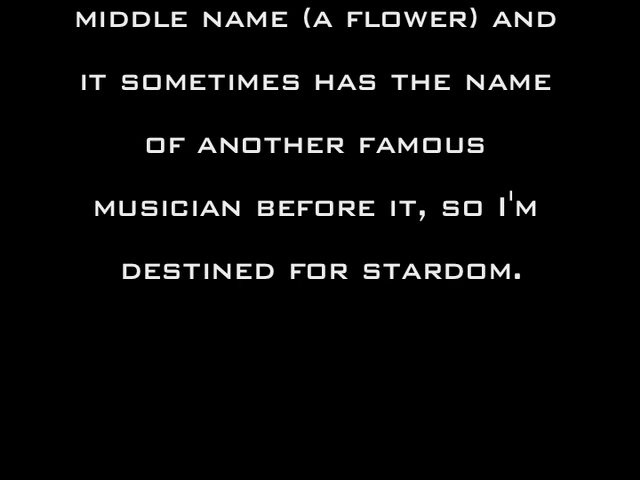 MIDDLE NAME (A FLOWER) AND
IT SOMETIMES HAS THE NAME
OF ANOTHER FAMOUS
MUSICIAN BEFORE IT, SO I'M
DESTINED FOR STARDOM.